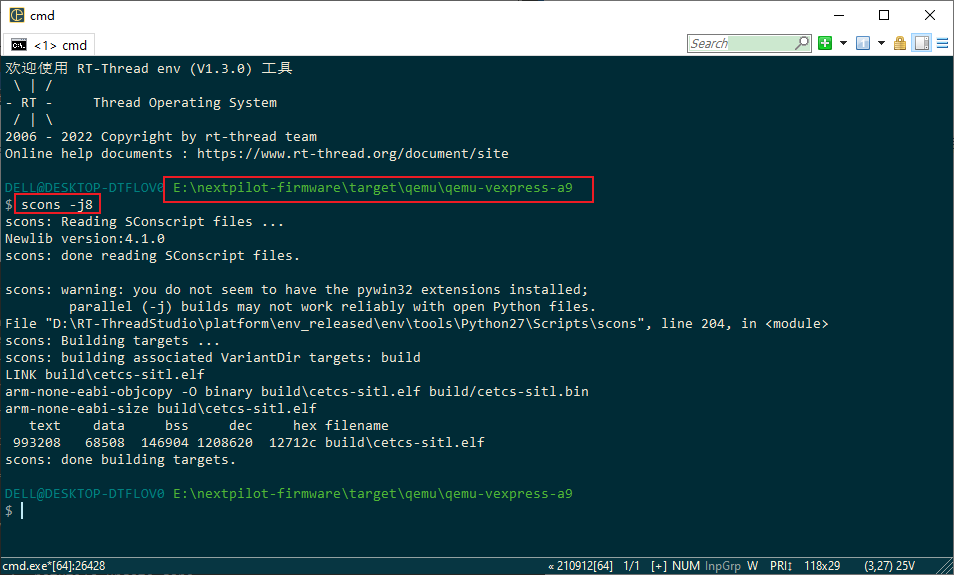 cmd
<1> cmd
Search
欢迎使用 RT-Thread env (V1.3.0) 工具
 \ | /
- RT -     Thread Operating System
 / | \
2006 - 2022 Copyright by rt-thread team
Online help documents : https://www.rt-thread.org/document/site
DELL@DESKTOP-DTFLOV0 E:\nextpilot-firmware\target\qemu\qemu-vexpress-a9
$ scons -j8
scons: Reading SConscript files ...
Newlib version:4.1.0
scons: done reading SConscript files.
scons: warning: you do not seem to have the pywin32 extensions installed;
        parallel (-j) builds may not work reliably with open Python files.
File "D:\RT-ThreadStudio\platform\env_released\env\tools\Python27\Scripts\scons", line 204, in <module>
scons: Building targets ...
scons: building associated VariantDir targets: build
LINK build\cetcs-sitl.elf
arm-none-eabi-objcopy -O binary build\cetcs-sitl.elf build/cetcs-sitl.bin
arm-none-eabi-size build\cetcs-sitl.elf
   text    data     bss     dec     hex filename
 993208   68508  146904 1208620  12712c build\cetcs-sitl.elf
scons: done building targets.
DELL@DESKTOP-DTFLOV0 E:\nextpilot-firmware\target\qemu\qemu-vexpress-a9
$
cmd.exe*[64]:26428 « 210912[64] 1/1 [+] NUM InpGrp W PRI↕ 118x29 (3,27) 25V